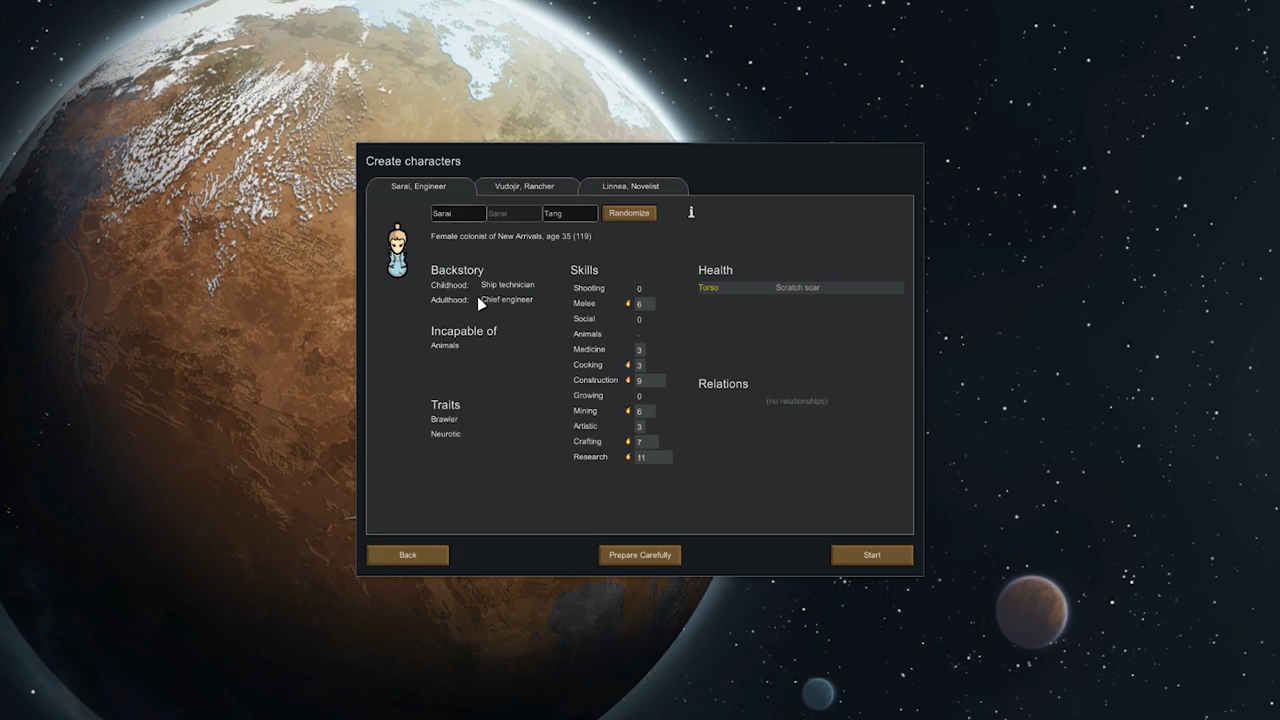 Create characters
Sarai, Engineer
Vudojir, Rancher
Linnea, Novelist
Sarai
Sarai
Tang
Randomize
i
Female colonist of New Arrivals, age 35 (119)
Backstory
Childhood: Ship technician
Adulthood: Chief engineer
Incapable of
Animals
Traits
Brawler
Neurotic
Skills
Shooting 0
Melee 6
Social 0
Animals -
Medicine 3
Cooking 3
Construction 9
Growing 0
Mining 6
Artistic 3
Crafting 7
Research 11
Health
Torso Scratch scar
Relations
(no relationships)
Back
Prepare Carefully
Start